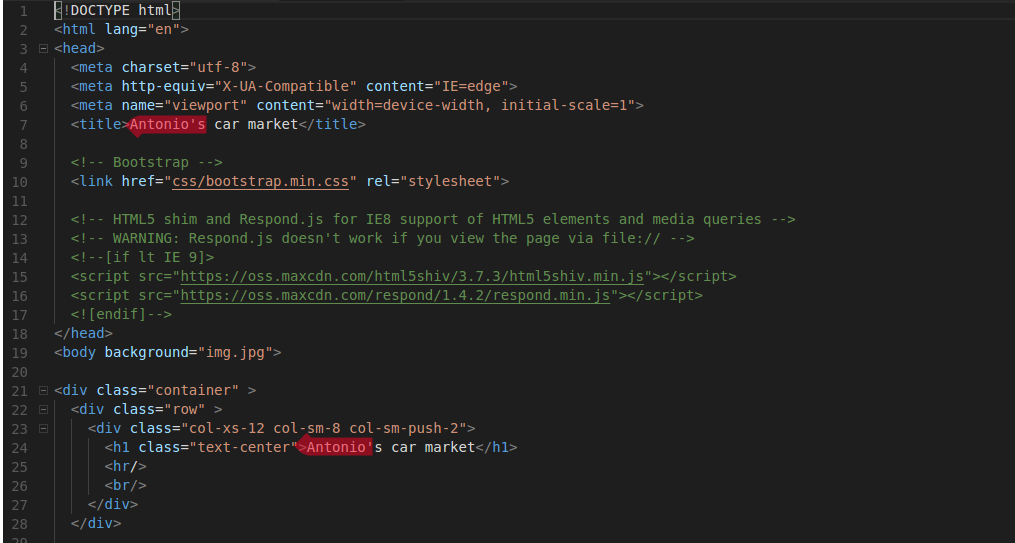 1 <!DOCTYPE html>
2 <html lang="en">
3 <head>
4 <meta charset="utf-8">
5 <meta http-equiv="X-UA-Compatible" content="IE=edge">
6 <meta name="viewport" content="width=device-width, initial-scale=1">
7 <title>Antonio's car market</title>
8
9 <!-- Bootstrap -->
10 <link href="css/bootstrap.min.css" rel="stylesheet">
11
12 <!-- HTML5 shim and Respond.js for IE8 support of HTML5 elements and media queries -->
13 <!-- WARNING: Respond.js doesn't work if you view the page via file:// -->
14 <!--[if lt IE 9]>
15 <script src="https://oss.maxcdn.com/html5shiv/3.7.3/html5shiv.min.js"></script>
16 <script src="https://oss.maxcdn.com/respond/1.4.2/respond.min.js"></script>
17 <![endif]-->
18 </head>
19 <body background="img.jpg">
20
21 <div class="container" >
22 <div class="row" >
23 <div class="col-xs-12 col-sm-8 col-sm-push-2">
24 <h1 class="text-center">Antonio's car market</h1>
25 <hr/>
26 <br/>
27 </div>
28 </div>
29